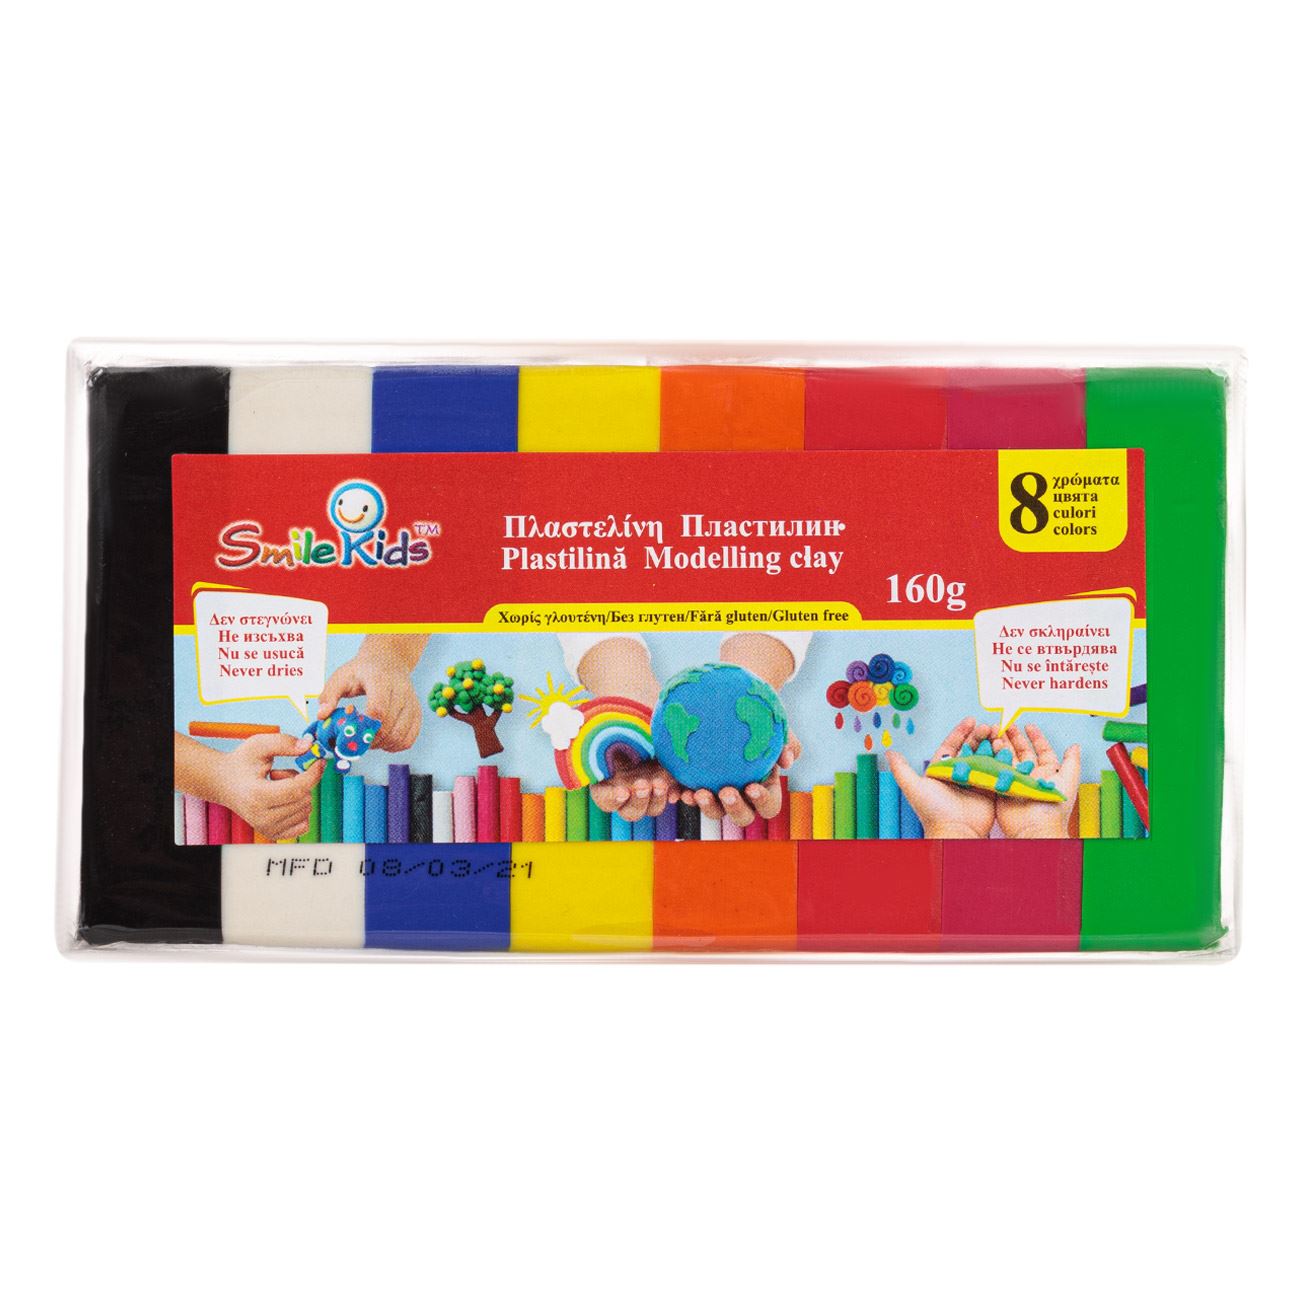 Smile Kids™
Πλαστελίνη Пластилин
Plastilină Modelling clay
160g
8
χρώματα
цвята
culori
colors
Χωρίς γλουτένη/Без глутен/Fără gluten/Gluten free
Δεν στεγνώνει
Не изсъхва
Nu se usucă
Never dries
Δεν σκληραίνει
Не се втвърдява
Nu se întărește
Never hardens
MFD 08/03/21